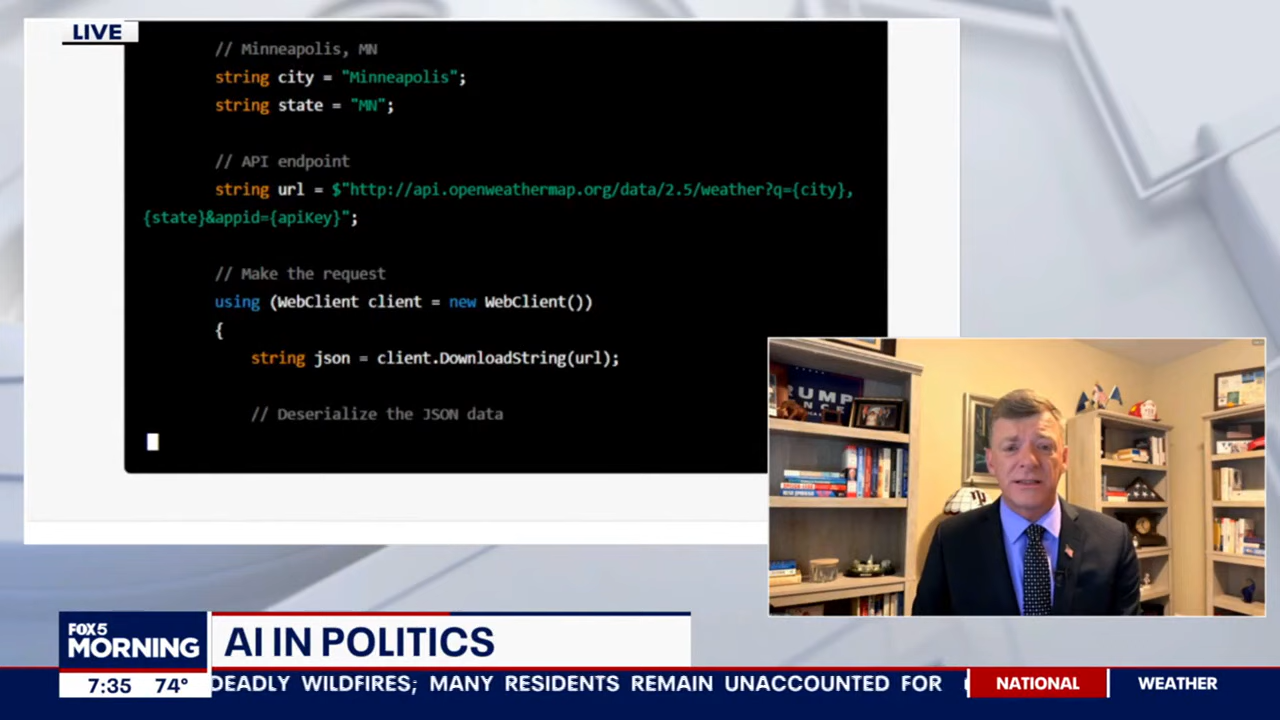 LIVE
// Minneapolis, MN
string city = "Minneapolis";
string state = "MN";
// API endpoint
string url = $"http://api.openweathermap.org/data/2.5/weather?q={city},
{state}&appid={apiKey}";
// Make the request
using (WebClient client = new WebClient())
{
string json = client.DownloadString(url);
// Deserialize the JSON data
FOX 5
MORNING
AI IN POLITICS
7:35 74°
DEADLY WILDFIRES; MANY RESIDENTS REMAIN UNACCOUNTED FOR
NATIONAL
WEATHER